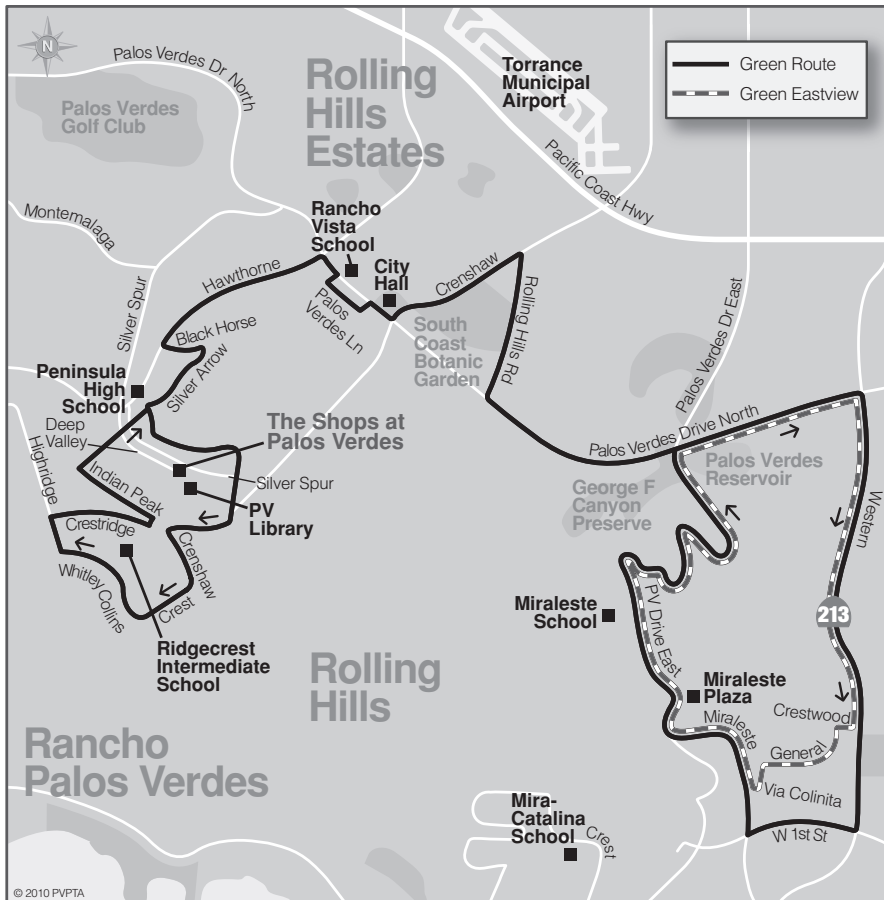 N
Palos Verdes Dr North
Palos Verdes
Golf Club
Rolling
Hills
Estates
Torrance
Municipal
Airport
Green Route
Green Eastview
Pacific Coast Hwy
Montemalaga
Rancho
Vista
School
City
Hall
Hawthorne
Crenshaw
Silver Spur
Palos
Verdes Ln
Black Horse
South
Coast
Botanic
Garden
Rolling Hills Rd
Palos Verdes Dr East
Peninsula
High
School
Silver Arrow
Deep
Valley
The Shops at
Palos Verdes
Palos Verdes Drive North
Highridge
Indian Peak
Silver Spur
Palos Verdes
Reservoir
George F
Canyon
Preserve
Western
PV
Library
Crestridge
Crenshaw
Whitley Collins
Crest
Miraleste
School
PV Drive East
213
Ridgecrest
Intermediate
School
Rolling
Hills
Miraleste
Plaza
Miraleste
Crestwood
General
Rancho
Palos Verdes
Via Colinita
Mira-
Catalina
School
Crest
W 1st St
© 2010 PVPTA